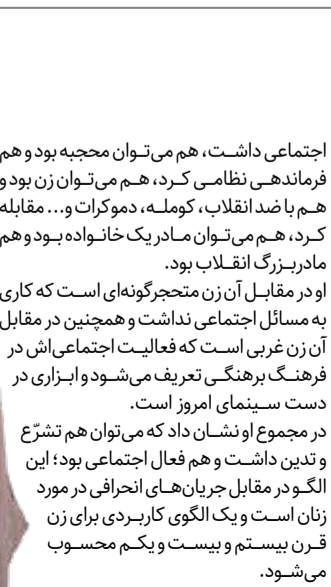 اجتماعی داشت، هم می‌توان محجبه بود و هم
فرماندهی نظامی کرد، هم می‌توان زن بود و
هم با ضد انقلاب، کومله، دموکرات و... مقابله
کرد، هم می‌توان مادر یک خانواده بود و هم
مادربزرگ انقلاب بود.
او در مقابل آن زن متحجرگونه‌ای است که کاری
به مسائل اجتماعی نداشت و همچنین در مقابل
آن زن غربی است که فعالیت اجتماعی‌اش در
فرهنگ برهنگی تعریف می‌شود و ابزاری در
دست سینمای امروز است.
در مجموع او نشان داد که می‌توان هم تشرّع
و تدین داشت و هم فعال اجتماعی بود؛ این
الگو در مقابل جریان‌های انحرافی در مورد
زنان است و یک الگوی کاربردی برای زن
قرن بیستم و بیست و یکم محسوب
می‌شود.